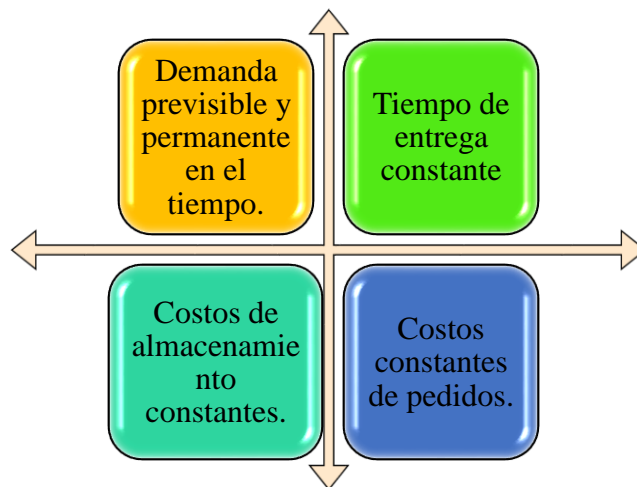 Demanda
previsible y
permanente
en el
tiempo.
Tiempo de
entrega
constante
Costos de
almacenamie
nto
constantes.
Costos
constantes
de pedidos.